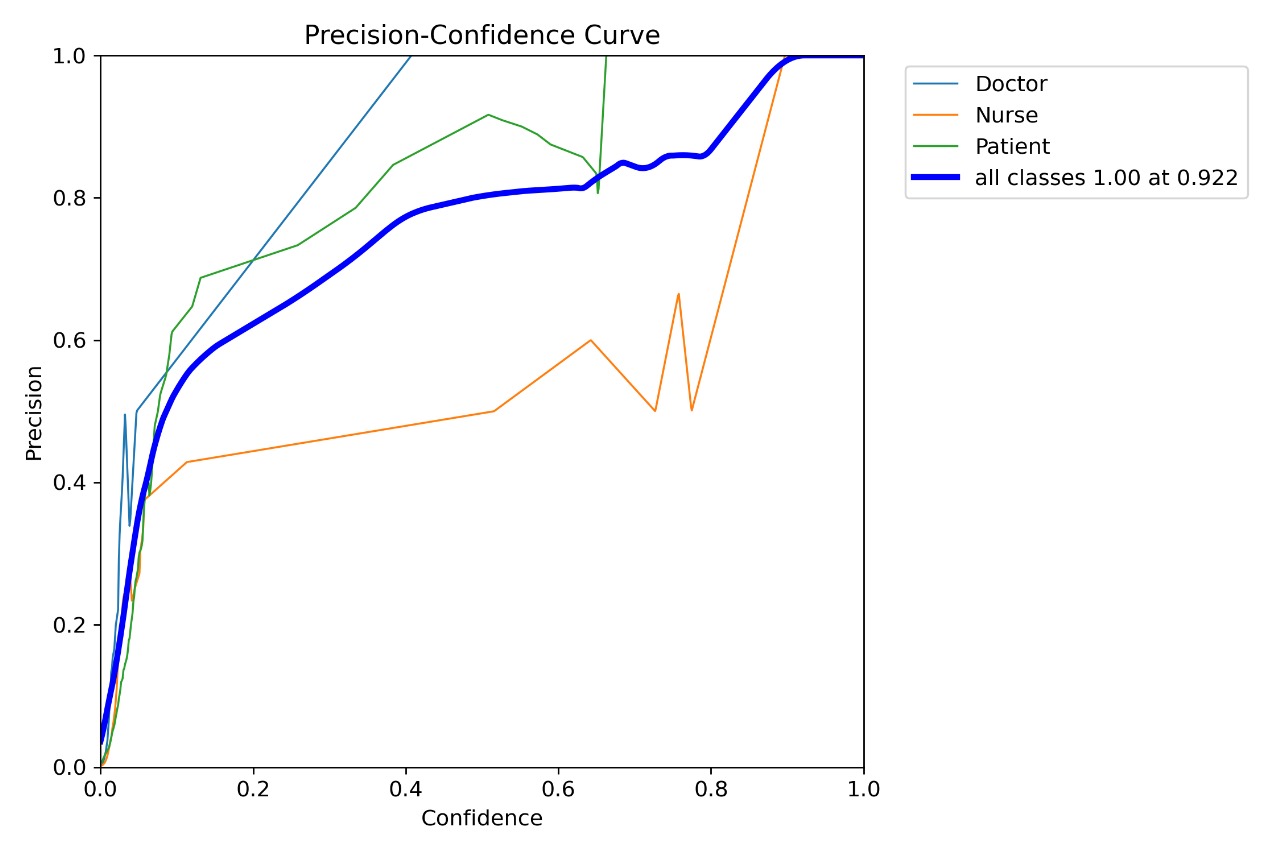 Precision-Confidence Curve
1.0
0.8
0.6
0.4
0.2
0.0
Precision
0.0 0.2 0.4 0.6 0.8 1.0
Confidence
Doctor
Nurse
Patient
all classes 1.00 at 0.922